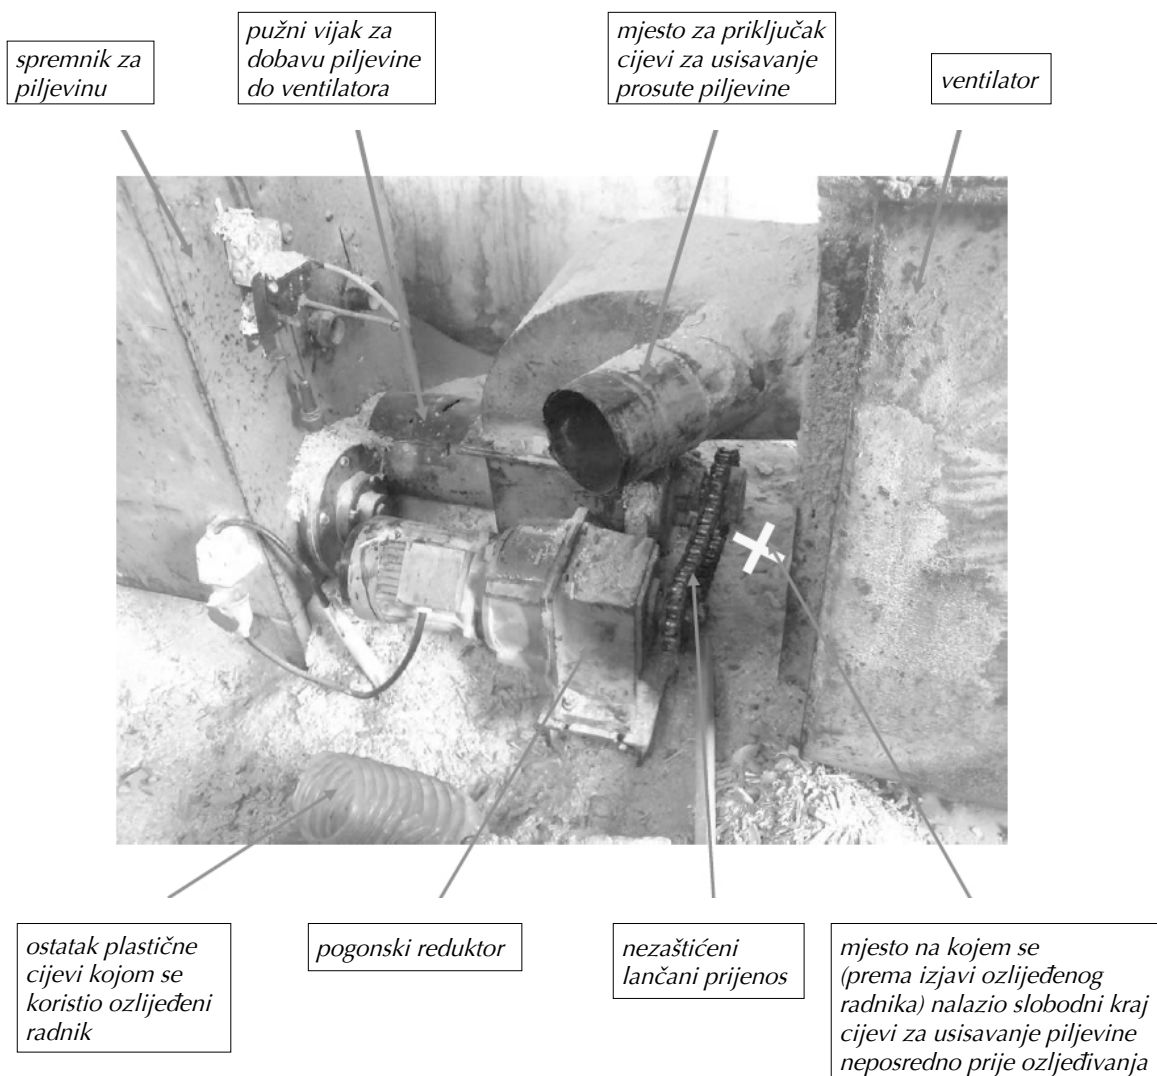 spremnik za
piljevinu
pužni vijak za
dobavu piljevine
do ventilatora
mjesto za priključak
cijevi za usisavanje
prosute piljevine
ventilator
ostatak plastične
cijevi kojom se
koristio ozlijeđeni
radnik
pogonski reduktor
nezaštićeni
lančani prijenos
mjesto na kojem se
(prema izjavi ozlijeđenog
radnika) nalazio slobodni kraj
cijevi za usisavanje piljevine
neposredno prije ozljeđivanja